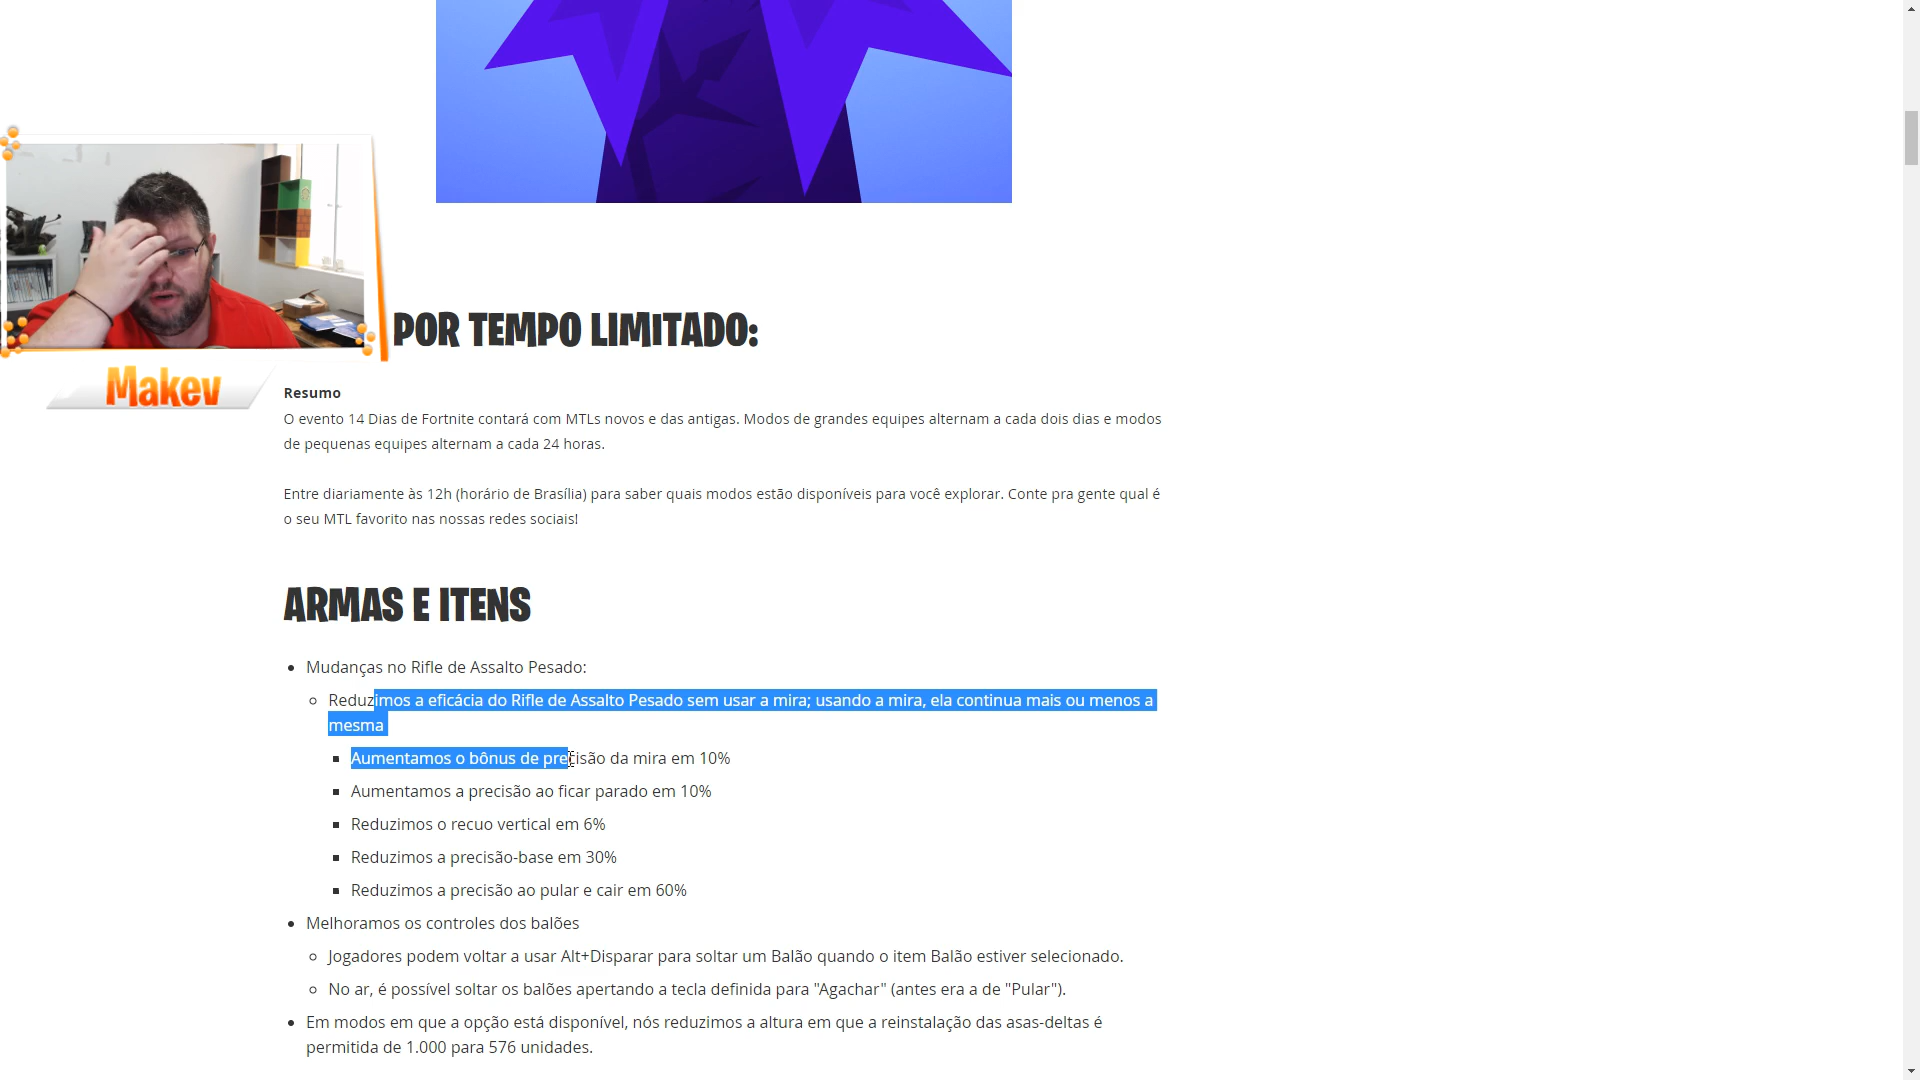 POR TEMPO LIMITADO:
Makev
Resumo
O evento 14 Dias de Fortnite contará com MTLs novos e das antigas. Modos de grandes equipes alternam a cada dois dias e modos
de pequenas equipes alternam a cada 24 horas.
Entre diariamente às 12h (horário de Brasília) para saber quais modos estão disponíveis para você explorar. Conte pra gente qual é
o seu MTL favorito nas nossas redes sociais!
ARMAS E ITENS
Mudanças no Rifle de Assalto Pesado:
Reduzimos a eficácia do Rifle de Assalto Pesado sem usar a mira; usando a mira, ela continua mais ou menos a
mesma
Aumentamos o bônus de precisão da mira em 10%
Aumentamos a precisão ao ficar parado em 10%
Reduzimos o recuo vertical em 6%
Reduzimos a precisão-base em 30%
Reduzimos a precisão ao pular e cair em 60%
Melhoramos os controles dos balões
Jogadores podem voltar a usar Alt+Disparar para soltar um Balão quando o item Balão estiver selecionado.
No ar, é possível soltar os balões apertando a tecla definida para "Agachar" (antes era a de "Pular").
Em modos em que a opção está disponível, nós reduzimos a altura em que a reinstalação das asas-deltas é
permitida de 1.000 para 576 unidades.